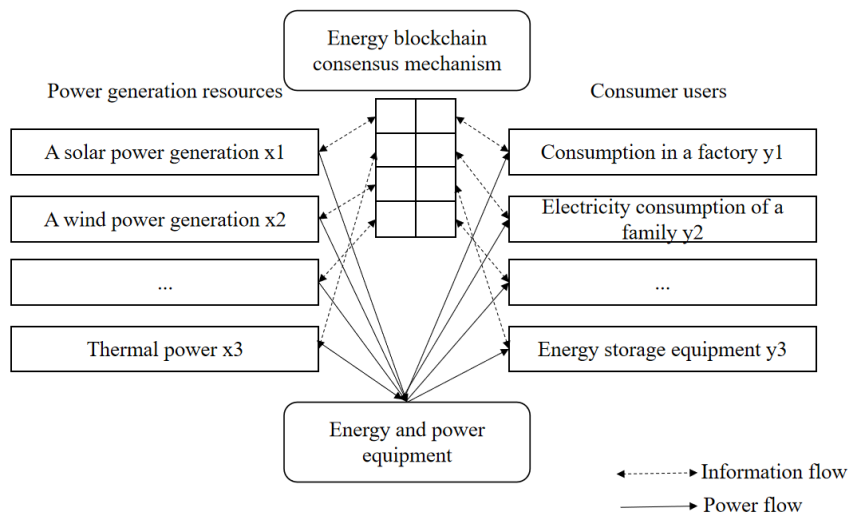 Energy blockchain
consensus mechanism
Power generation resources
Consumer users
A solar power generation x1
Consumption in a factory y1
A wind power generation x2
Electricity consumption of a
family y2
...
...
Thermal power x3
Energy storage equipment y3
Energy and power
equipment
Information flow
Power flow